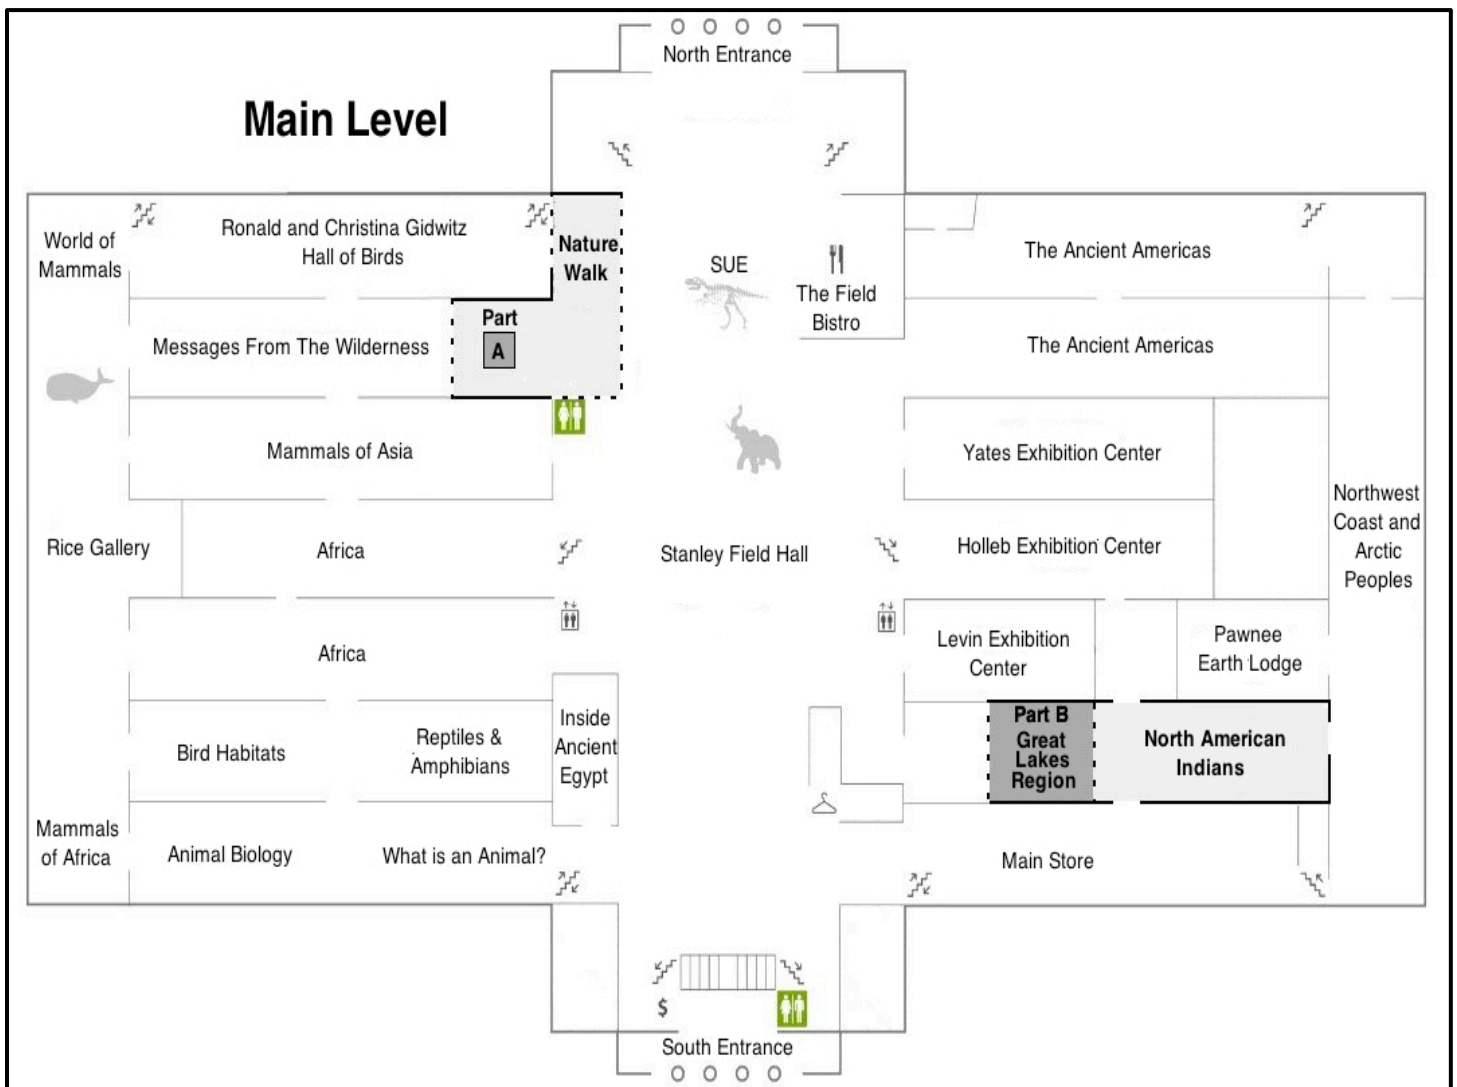 North Entrance
Main Level
Ronald and Christina Gidwitz
Hall of Birds
World of
Mammals
Nature
Walk
SUE
The Field
Bistro
The Ancient Americas
Part
A
Messages From The Wilderness
The Ancient Americas
Mammals of Asia
Yates Exhibition Center
Northwest
Coast and
Arctic
Peoples
Rice Gallery
Africa
Stanley Field Hall
Holleb Exhibition Center
Africa
Levin Exhibition
Center
Pawnee
Earth Lodge
Inside
Ancient
Egypt
Part B
Great
Lakes
Region
North American
Indians
Bird Habitats
Reptiles &
Amphibians
Mammals
of Africa
Animal Biology
What is an Animal?
Main Store
$
South Entrance